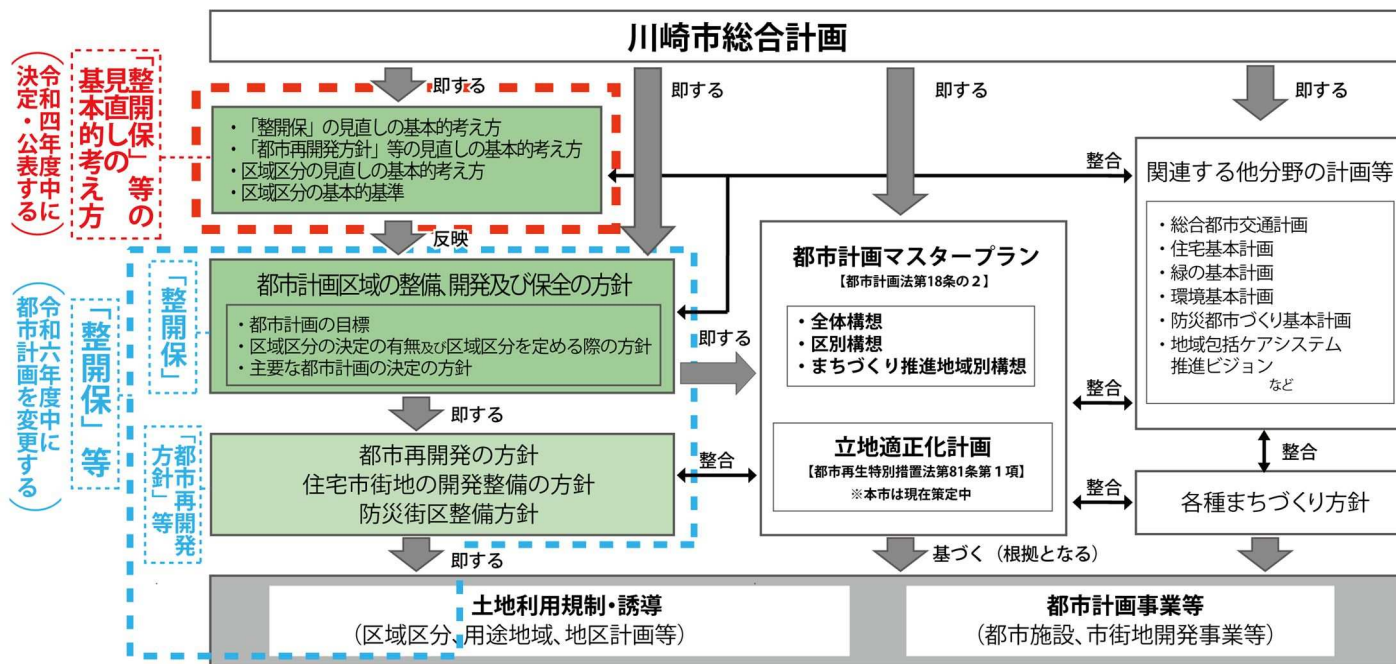 川崎市総合計画
即する
即する
即する
即する
「整開保」等の
見直しの
基本的考え方
（令和四年度中に
決定・公表する）
・「整開保」の見直しの基本的考え方
・「都市再開発方針」等の見直しの基本的考え方
・区域区分の見直しの基本的考え方
・区域区分の基本的基準
整合
反映
関連する他分野の計画等
・総合都市交通計画
・住宅基本計画
・緑の基本計画
・環境基本計画
・防災都市づくり基本計画
・地域包括ケアシステム
推進ビジョン
など
「整開保」等
（令和六年度中に
都市計画を変更する）
「整開保」
都市計画区域の整備、開発及び保全の方針
・都市計画の目標
・区域区分の決定の有無及び区域区分を定める際の方針
・主要な都市計画の決定の方針
即する
即する
都市計画マスタープラン
【都市計画法第18条の２】
・全体構想
・区別構想
・まちづくり推進地域別構想
整合
「都市再開発
方針」等
都市再開発の方針
住宅市街地の開発整備の方針
防災街区整備方針
整合
立地適正化計画
【都市再生特別措置法第81条第１項】
※本市は現在策定中
整合
整合
各種まちづくり方針
即する
基づく（根拠となる）
土地利用規制・誘導
（区域区分、用途地域、地区計画等）
都市計画事業等
（都市施設、市街地開発事業等）